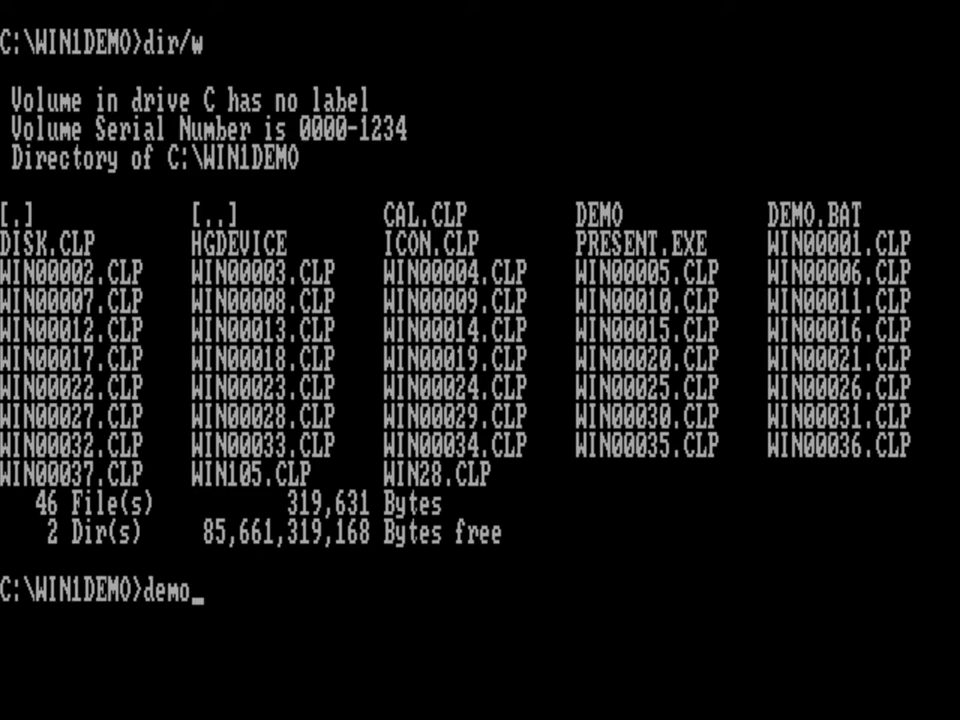 C:\WIN1DEMO>dir/w
Volume in drive C has no label
Volume Serial Number is 0000-1234
Directory of C:\WIN1DEMO
[.] [..] CAL.CLP DEMO DEMO.BAT
DISK.CLP HGDEVICE ICON.CLP PRESENT.EXE WIN00001.CLP
WIN00002.CLP WIN00003.CLP WIN00004.CLP WIN00005.CLP WIN00006.CLP
WIN00007.CLP WIN00008.CLP WIN00009.CLP WIN00010.CLP WIN00011.CLP
WIN00012.CLP WIN00013.CLP WIN00014.CLP WIN00015.CLP WIN00016.CLP
WIN00017.CLP WIN00018.CLP WIN00019.CLP WIN00020.CLP WIN00021.CLP
WIN00022.CLP WIN00023.CLP WIN00024.CLP WIN00025.CLP WIN00026.CLP
WIN00027.CLP WIN00028.CLP WIN00029.CLP WIN00030.CLP WIN00031.CLP
WIN00032.CLP WIN00033.CLP WIN00034.CLP WIN00035.CLP WIN00036.CLP
WIN00037.CLP WIN105.CLP WIN28.CLP
46 File(s) 319,631 Bytes
2 Dir(s) 85,661,319,168 Bytes free
C:\WIN1DEMO>demo_